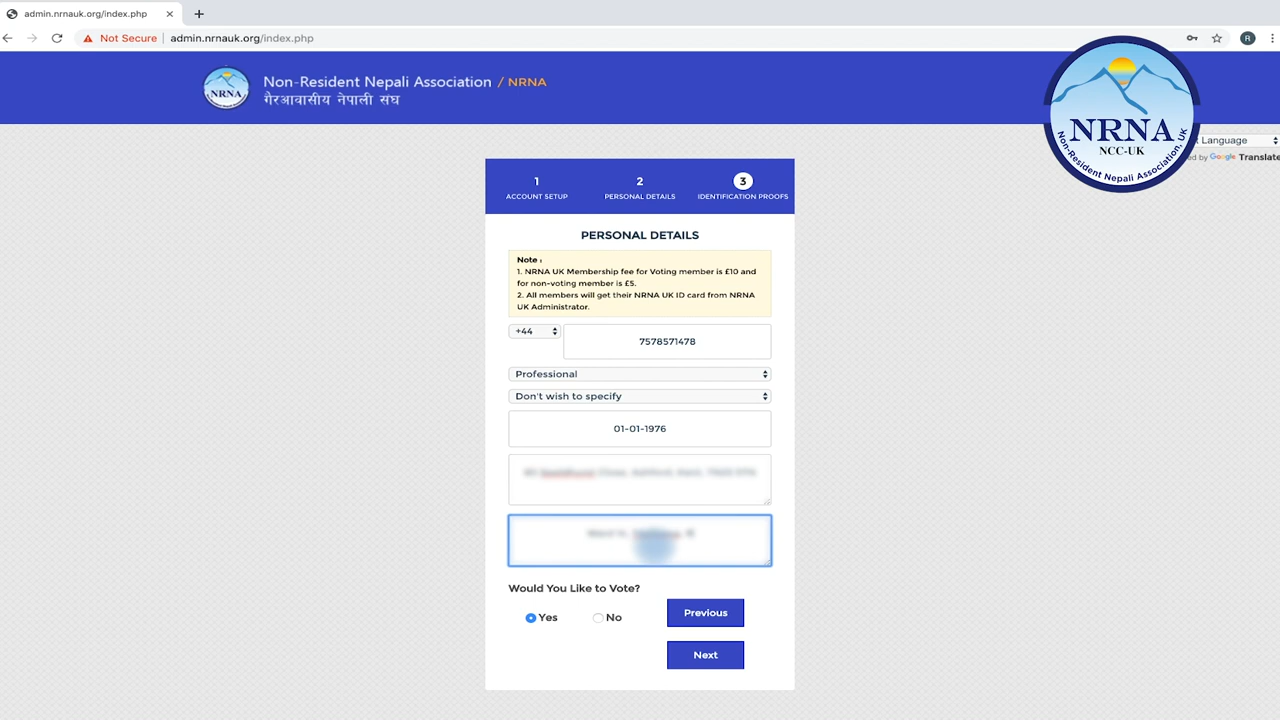 admin.nrnauk.org/index.php
Not Secure admin.nrnauk.org/index.php
R
NRNA
Non-Resident Nepali Association / NRNA
गैरआवासीय नेपाली संघ
NRNA
NCC-UK
Non-Resident Nepali Association, UK
Language
Google Translate
1 2 3
ACCOUNT SETUP PERSONAL DETAILS IDENTIFICATION PROOFS
PERSONAL DETAILS
Note :
1. NRNA UK Membership fee for Voting member is £10 and
for non-voting member is £5.
2. All members will get their NRNA UK ID card from NRNA
UK Administrator.
+44
7578571478
Professional
Don't wish to specify
01-01-1976
Would You Like to Vote?
Yes No
Previous
Next